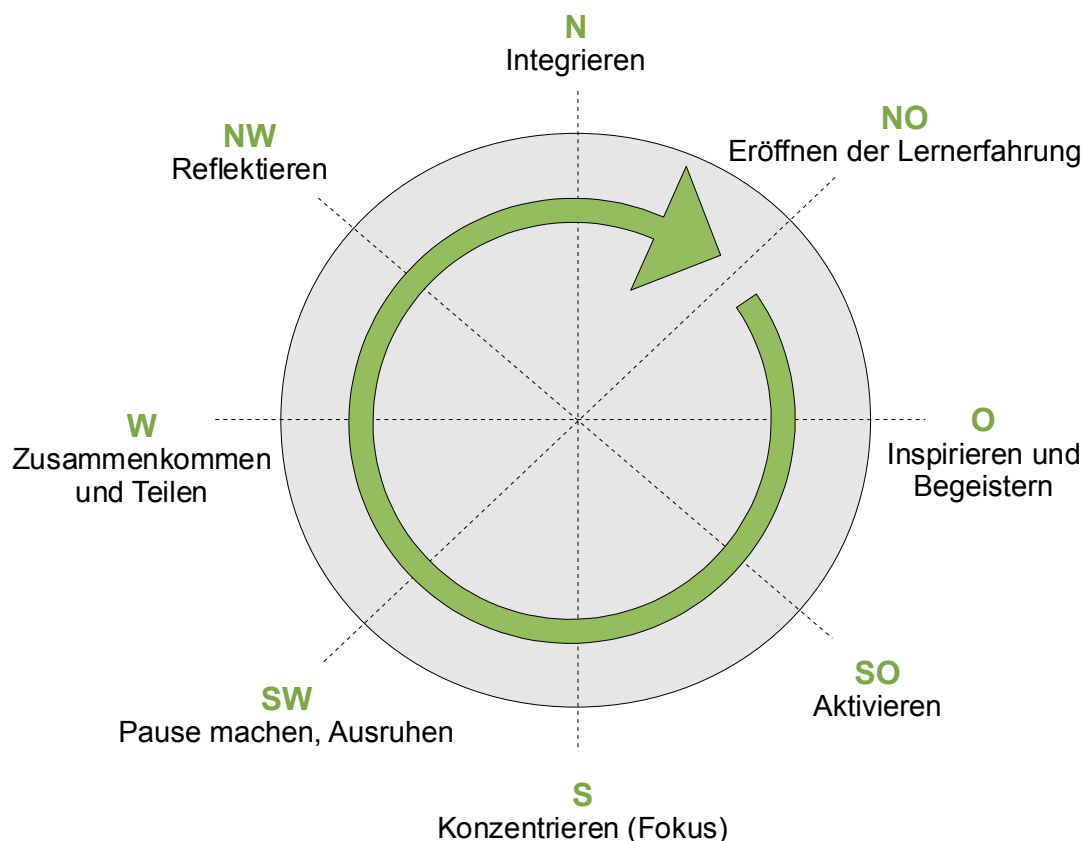 N
Integrieren
NO
Eröffnen der Lernerfahrung
O
Inspirieren und
Begeistern
SO
Aktivieren
S
Konzentrieren (Fokus)
SW
Pause machen, Ausruhen
W
Zusammenkommen
und Teilen
NW
Reflektieren